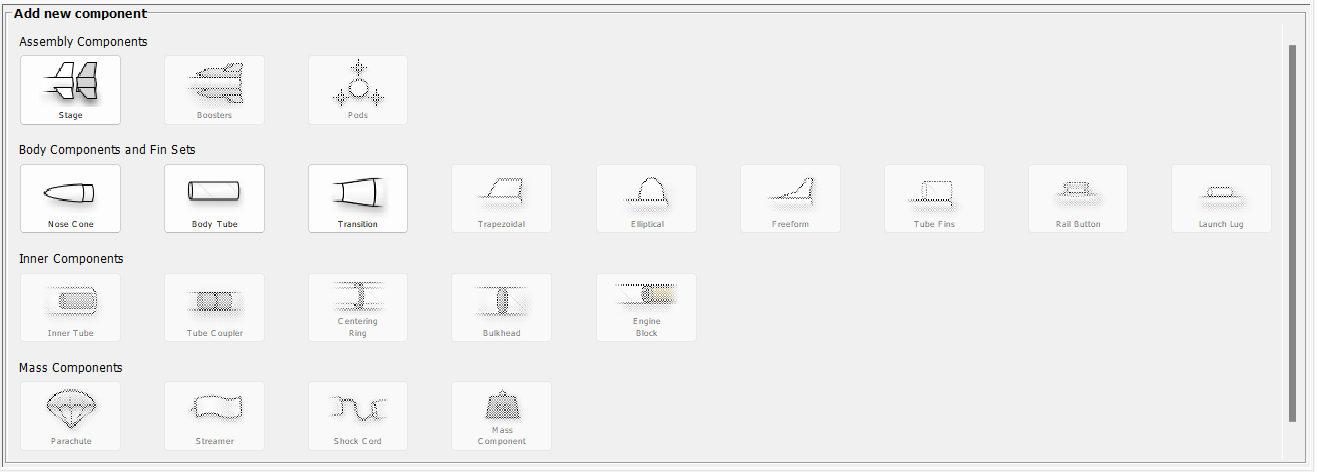 Add new component
Assembly Components
Stage
Boosters
Pods
Body Components and Fin Sets
Nose Cone
Body Tube
Transition
Trapezoidal
Elliptical
Freeform
Tube Fins
Rail Button
Launch Lug
Inner Components
Inner Tube
Tube Coupler
Centering
Ring
Bulkhead
Engine
Block
Mass Components
Parachute
Streamer
Shock Cord
Mass
Component